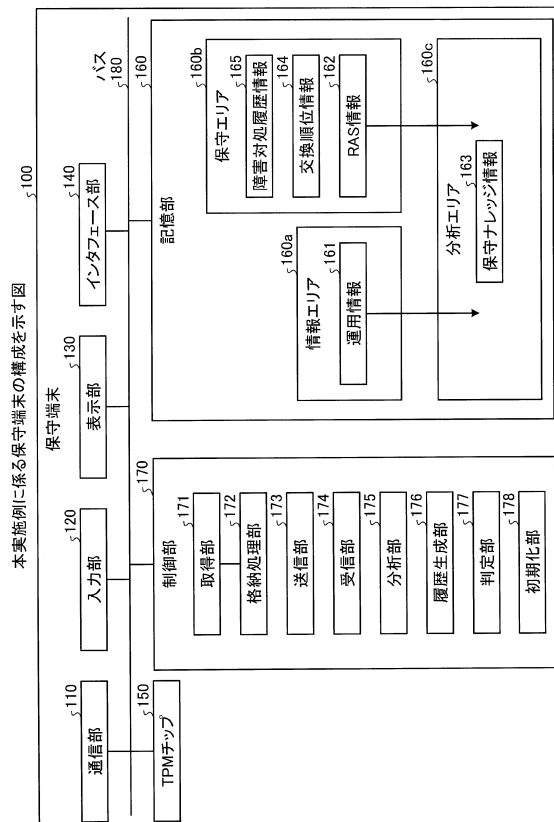 本実施例に係る保守端末の構成を示す図
100
保守端末
110
通信部
120
入力部
130
表示部
140
インタフェース部
バス
180
150
TPMチップ
170
制御部
171
取得部
172
格納処理部
173
送信部
174
受信部
175
分析部
176
履歴生成部
177
判定部
178
初期化部
160
記憶部
160a
情報エリア
161
運用情報
160b
保守エリア
165
障害対処履歴情報
164
交換順位情報
162
RAS情報
160c
分析エリア
163
保守ナレッジ情報